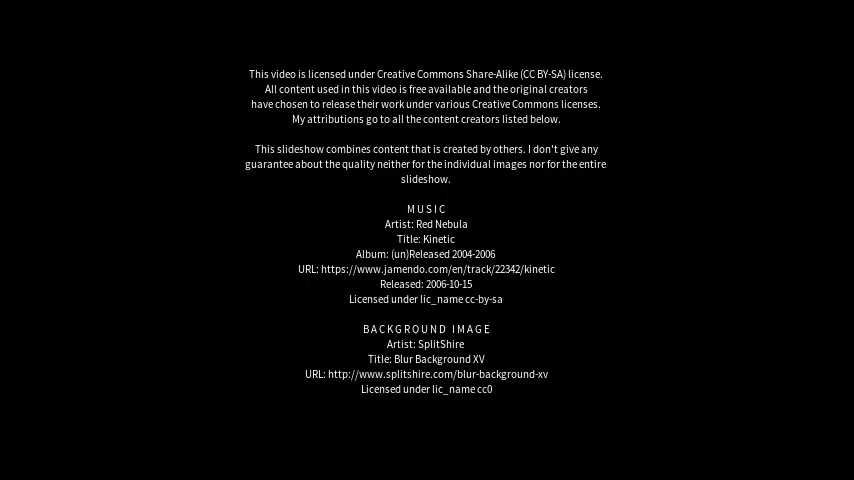 This video is licensed under Creative Commons Share-Alike (CC BY-SA) license.
All content used in this video is free available and the original creators
have chosen to release their work under various Creative Commons licenses.
My attributions go to all the content creators listed below.
This slideshow combines content that is created by others. I don't give any
guarantee about the quality neither for the individual images nor for the entire
slideshow.
MUSIC
Artist: Red Nebula
Title: Kinetic
Album: (un)Released 2004-2006
URL: https://www.jamendo.com/en/track/22342/kinetic
Released: 2006-10-15
Licensed under lic_name cc-by-sa
BACKGROUND IMAGE
Artist: SplitShire
Title: Blur Background XV
URL: http://www.splitshire.com/blur-background-xv
Licensed under lic_name cc0